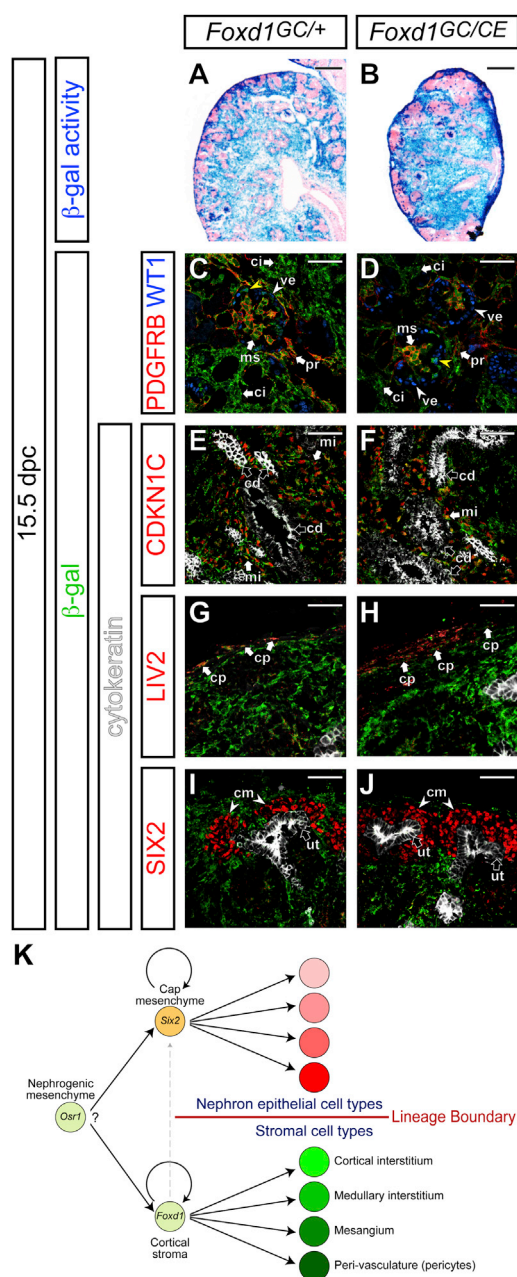 Foxd1GC/+
Foxd1GC/CE
15.5 dpc
β-gal activity
A
B
β-gal
PDGFRB WT1
C
ci
ve
ms
pr
ci
D
ci
ve
ms
pr
ci
ve
cytokeratin
CDKN1C
E
mi
cd
cd
mi
F
cd
mi
cd
LIV2
G
cp
cp
H
cp
cp
cp
SIX2
I
cm
ut
J
cm
ut
ut
K
Cap
mesenchyme
Six2
Nephrogenic
mesenchyme
Osr1
?
Nephron epithelial cell types
Lineage Boundary
Stromal cell types
Foxd1
Cortical
stroma
Cortical interstitium
Medullary interstitium
Mesangium
Peri-vasculature (pericytes)